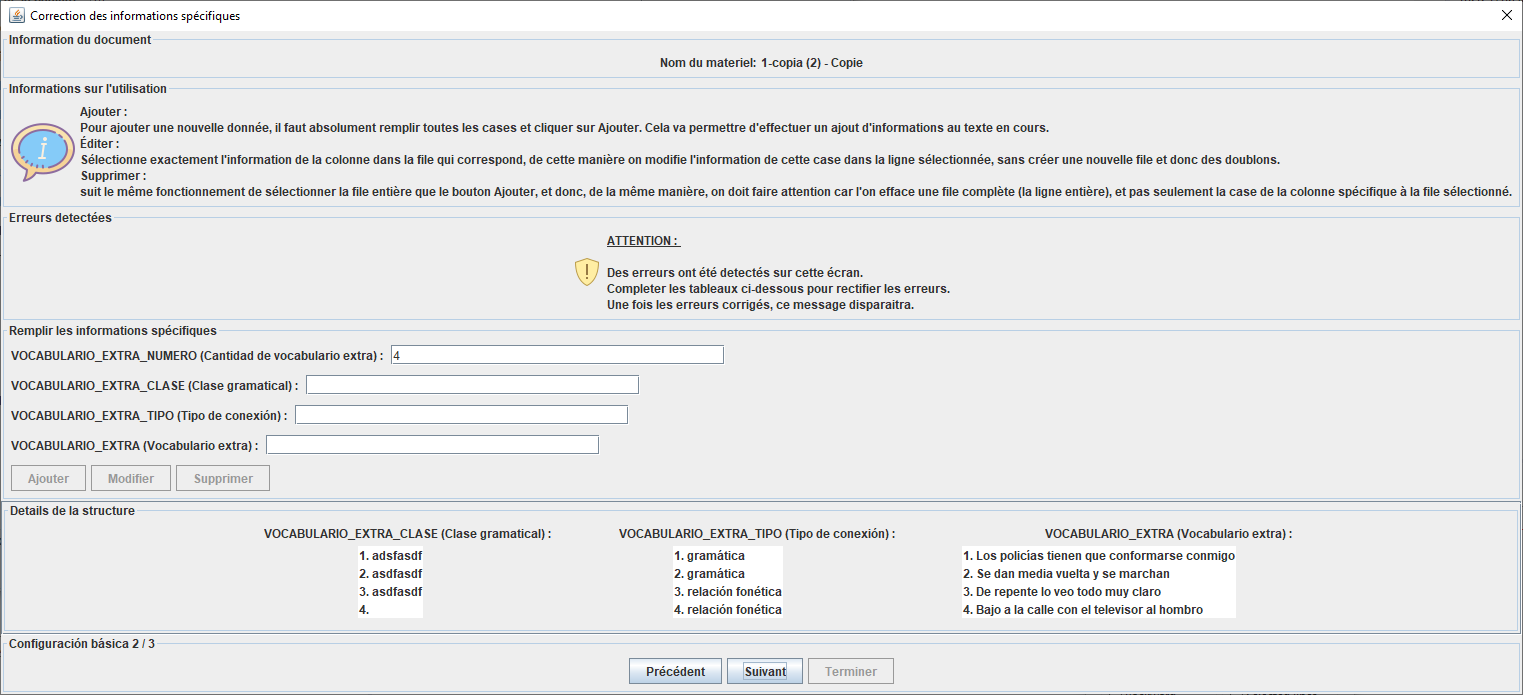 Correction des informations spécifiques
Information du document
Nom du materiel: 1-copia (2) - Copie
Informations sur l'utilisation
Ajouter :
Pour ajouter une nouvelle donnée, il faut absolument remplir toutes les cases et cliquer sur Ajouter. Cela va permettre d'effectuer un ajout d'informations au texte en cours.
Éditer :
Sélectionne exactement l'information de la colonne dans la file qui correspond, de cette manière on modifie l'information de cette case dans la ligne sélectionnée, sans créer une nouvelle file et donc des doublons.
Supprimer :
suit le même fonctionnement de sélectionner la file entière que le bouton Ajouter, et donc, de la même manière, on doit faire attention car l'on efface une file complète (la ligne entière), et pas seulement la case de la colonne spécifique à la file sélectionné.
Erreurs detectées
ATTENTION :
Des erreurs ont été detectés sur cette écran.
Completer les tableaux ci-dessous pour rectifier les erreurs.
Une fois les erreurs corrigés, ce message disparaitra.
Remplir les informations spécifiques
VOCABULARIO_EXTRA_NUMERO (Cantidad de vocabulario extra) : 4
VOCABULARIO_EXTRA_CLASE (Clase gramatical) :
VOCABULARIO_EXTRA_TIPO (Tipo de conexión) :
VOCABULARIO_EXTRA (Vocabulario extra) :
Ajouter Modifier Supprimer
Details de la structure
VOCABULARIO_EXTRA_CLASE (Clase gramatical) : VOCABULARIO_EXTRA_TIPO (Tipo de conexión) : VOCABULARIO_EXTRA (Vocabulario extra) :
1. adsfasdf 1. gramática 1. Los policías tienen que conformarse conmigo
2. asdfasdf 2. gramática 2. Se dan media vuelta y se marchan
3. asdfasdf 3. relación fonética 3. De repente lo veo todo muy claro
4. 4. relación fonética 4. Bajo a la calle con el televisor al hombro
Configuración básica 2 / 3
Précédent Suivant Terminer